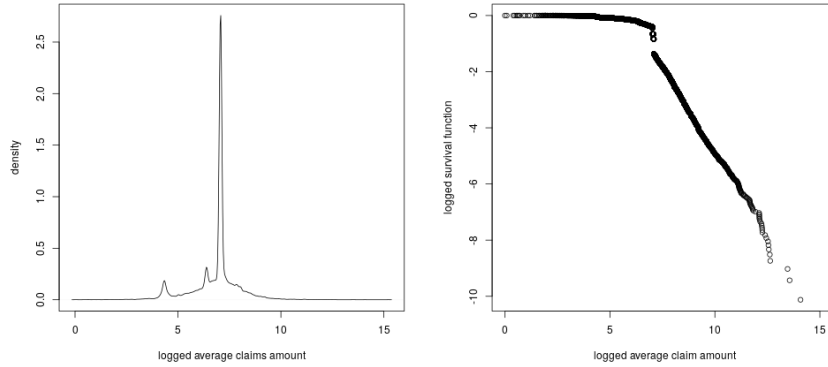 2.5
2.0
1.5
1.0
0.5
0.0
density
0 5 10 15
logged average claims amount
0
-2
-4
-6
-8
-10
logged survival function
0 5 10 15
logged average claim amount